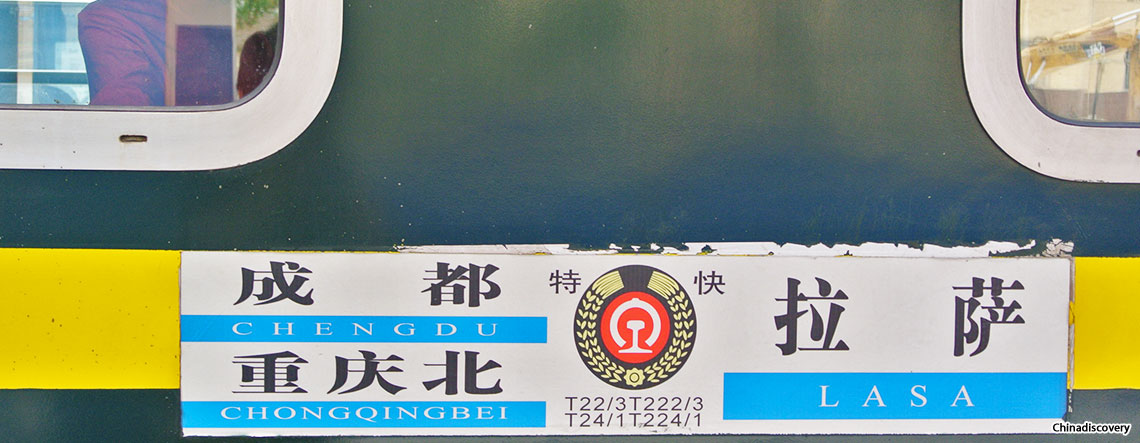 成都
CHENGDU
重庆北
CHONGQINGBEI
特 快
T22/3T222/3
T24/1T224/1
拉萨
LASA
Chinadiscovery